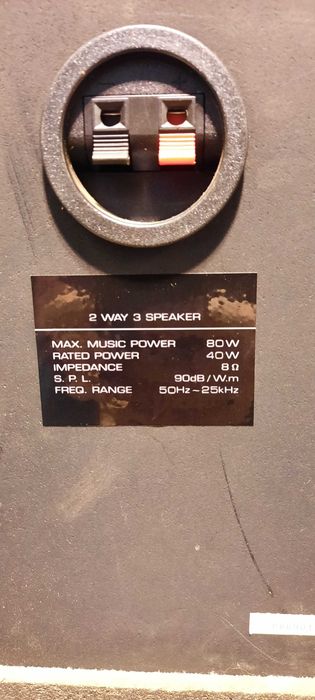 2 WAY 3 SPEAKER
MAX. MUSIC POWER 80W
RATED POWER 40W
IMPEDANCE 8Ω
S. P. L. 90dB/W.m
FREQ. RANGE 50Hz~25kHz